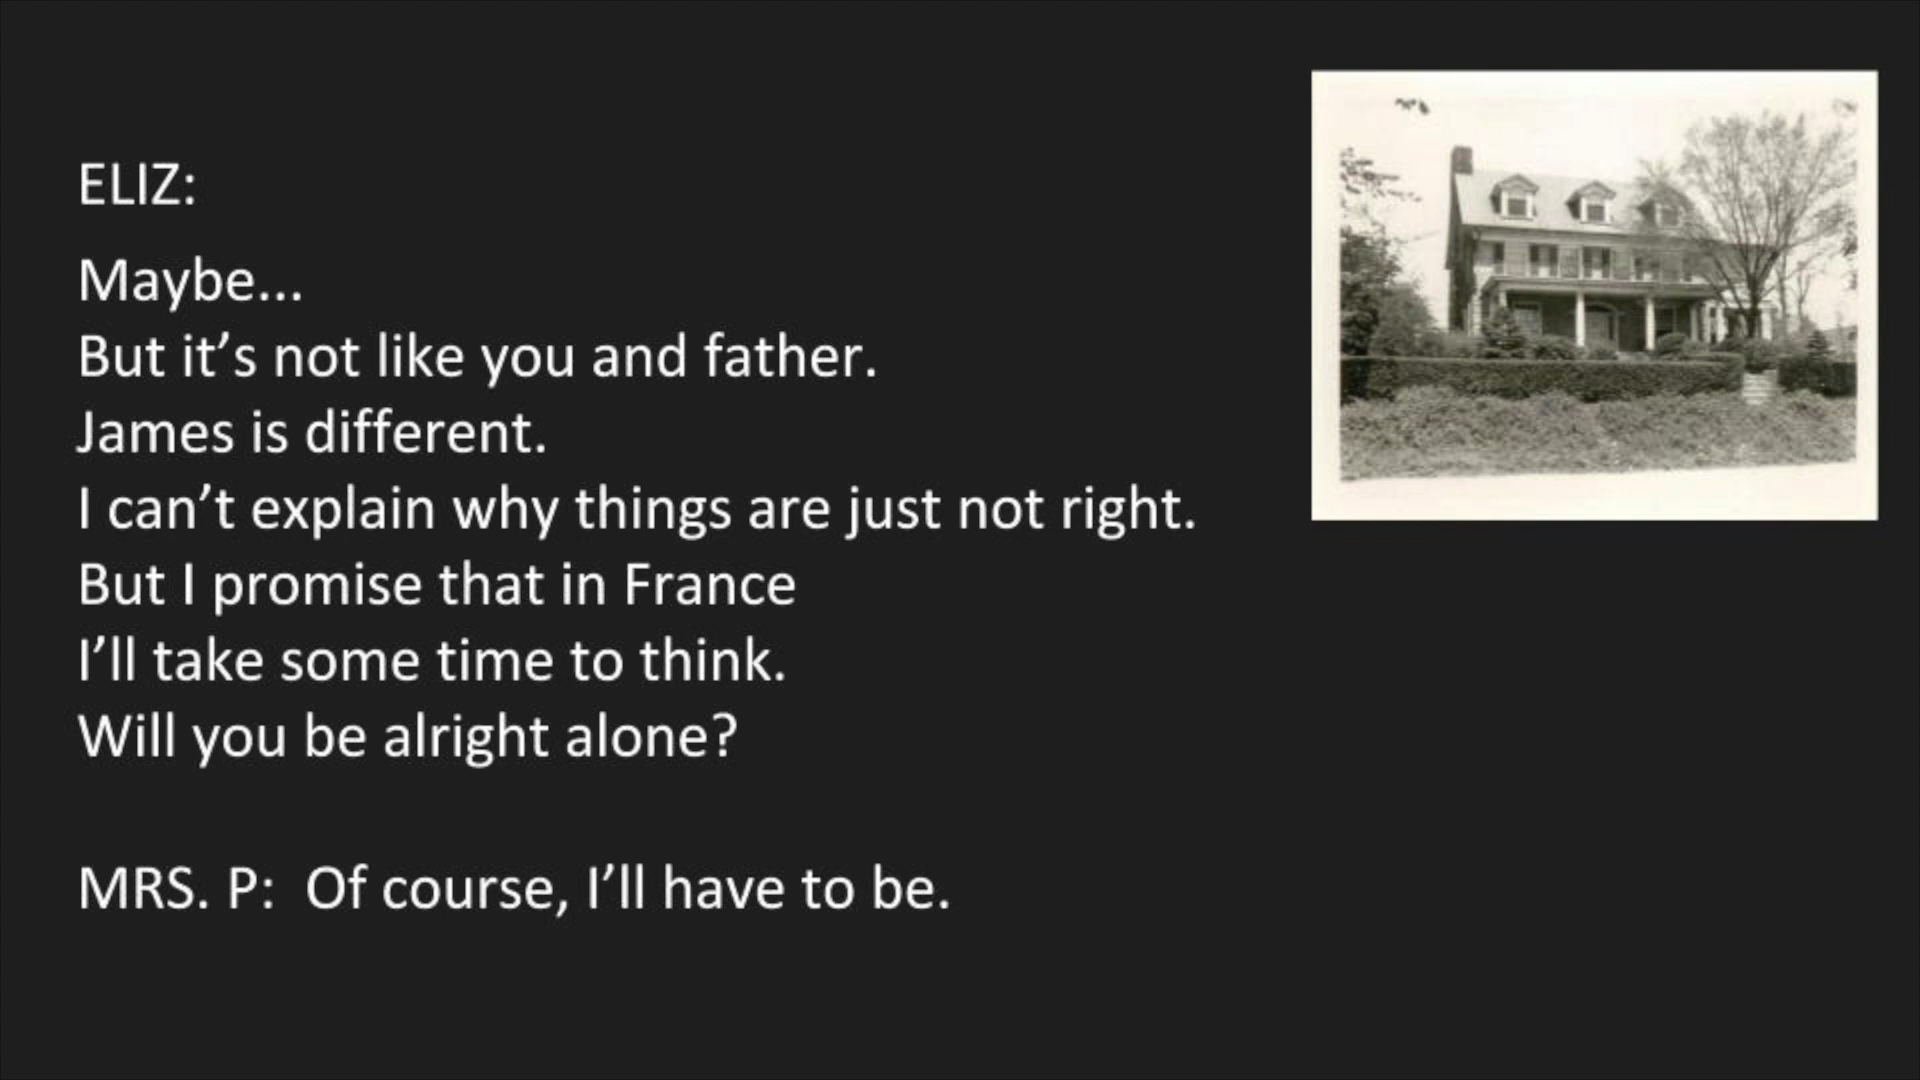 ELIZ:
Maybe...
But it’s not like you and father.
James is different.
I can’t explain why things are just not right.
But I promise that in France
I’ll take some time to think.
Will you be alright alone?
MRS. P:  Of course, I’ll have to be.